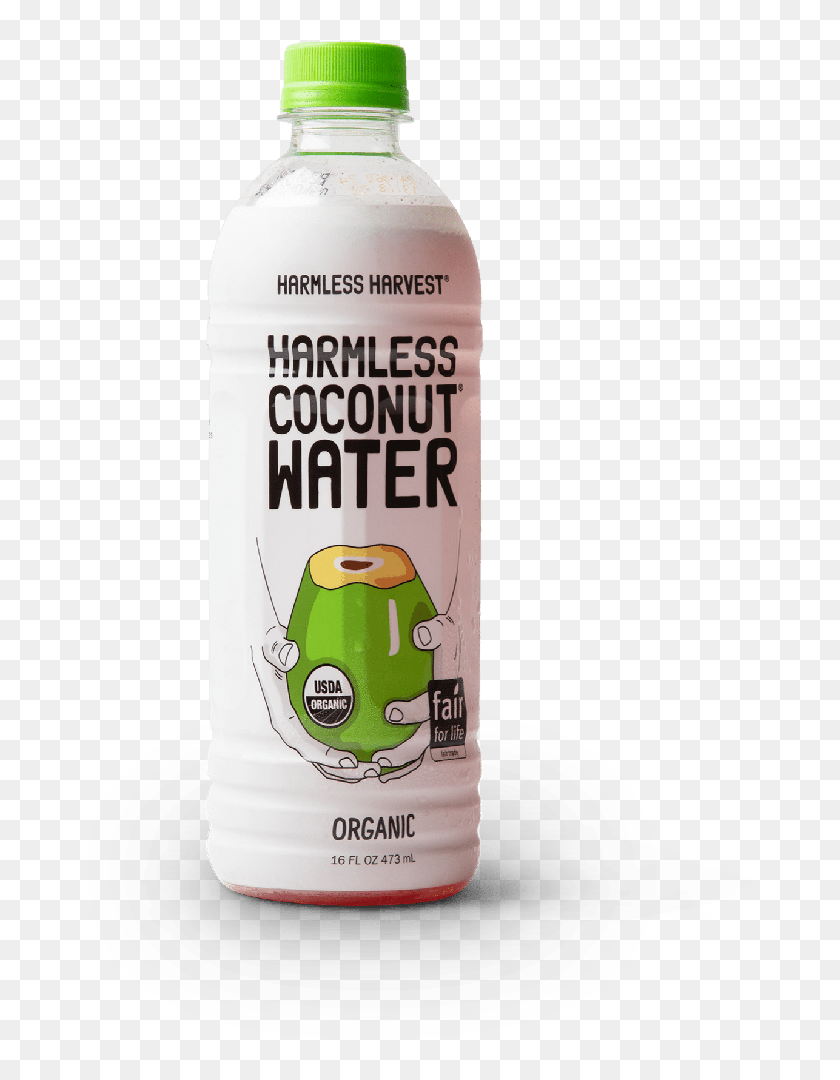 HARMLESS HARVEST®
HARMLESS
COCONUT®
WATER
USDA
ORGANIC
fair
for life
ORGANIC
16 FL OZ 473 mL